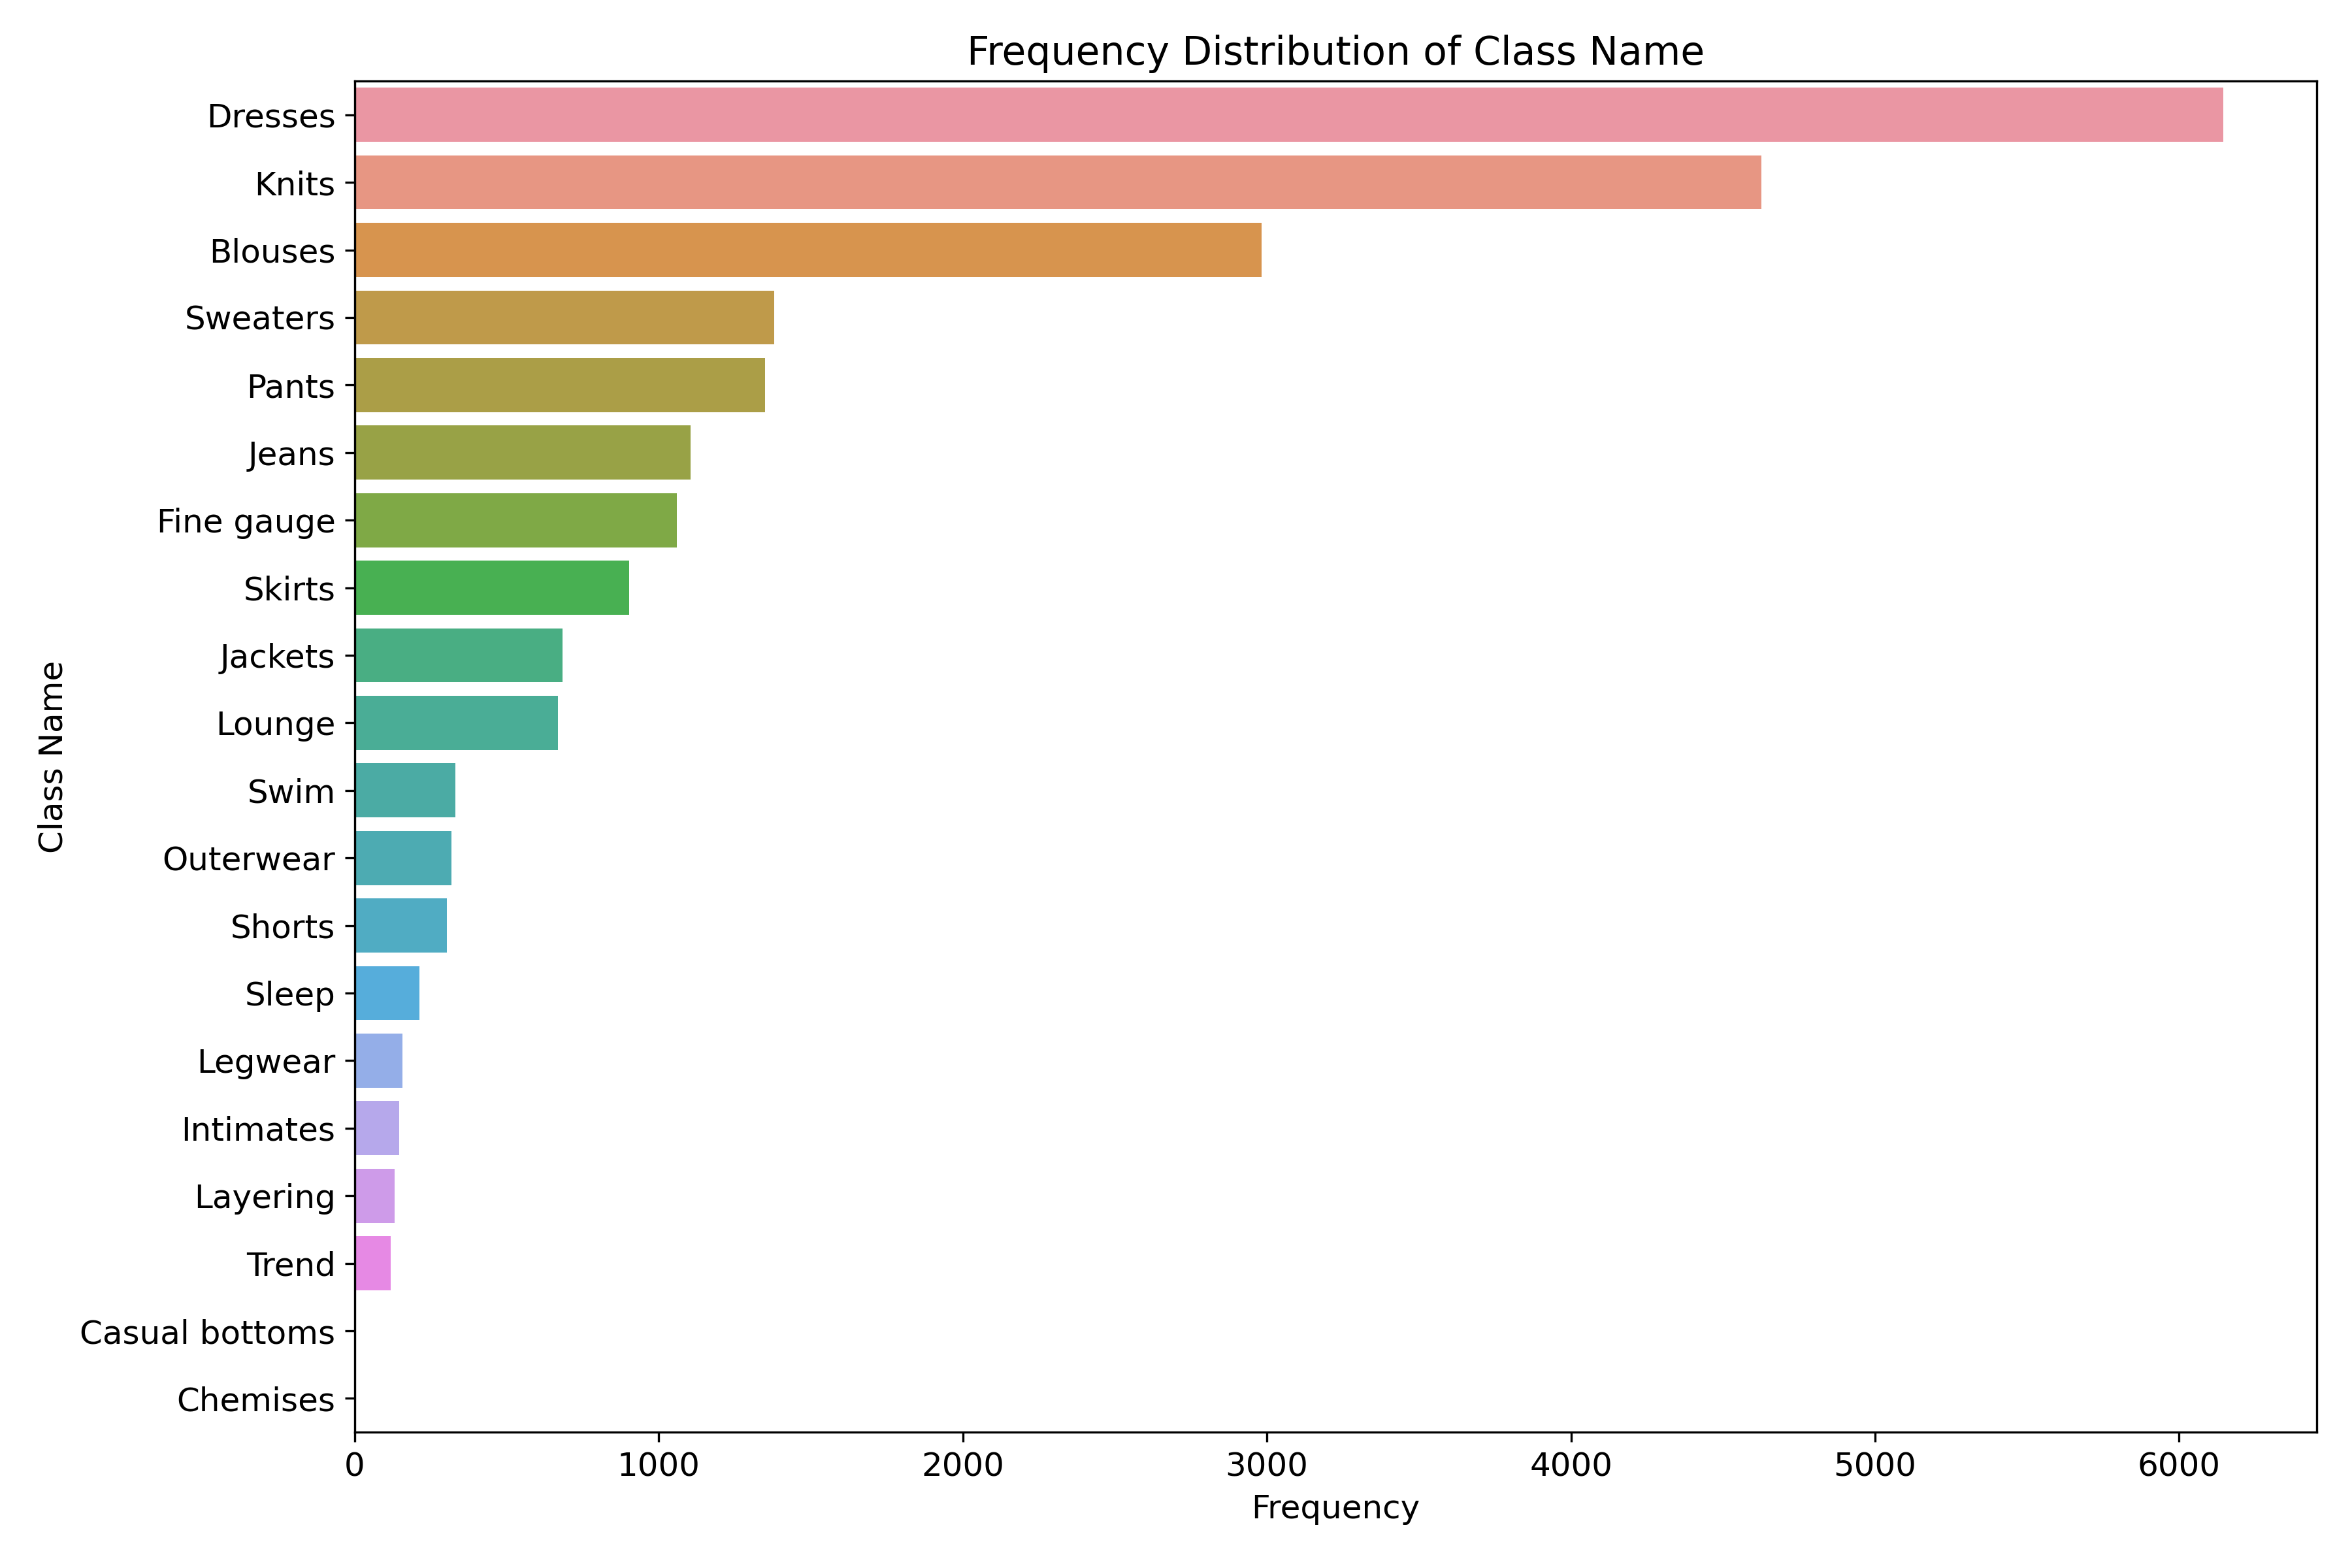 Frequency Distribution of Class Name
Dresses
Knits
Blouses
Sweaters
Pants
Jeans
Fine gauge
Skirts
Jackets
Lounge
Swim
Outerwear
Shorts
Sleep
Legwear
Intimates
Layering
Trend
Casual bottoms
Chemises
Class Name
0 1000 2000 3000 4000 5000 6000
Frequency